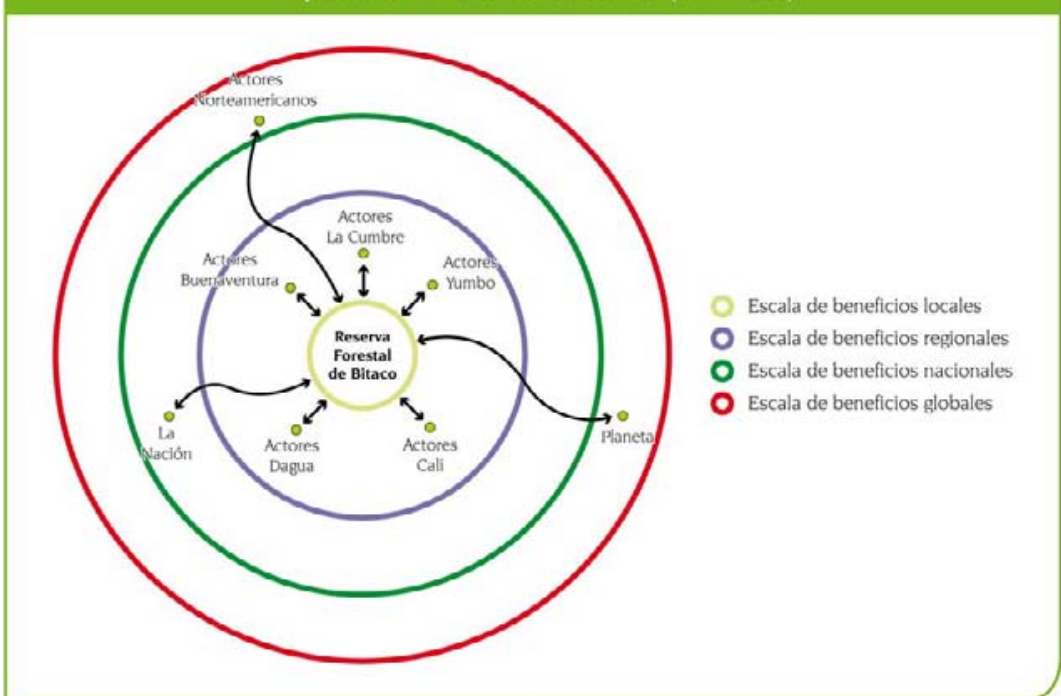 Actores
Norteamericanos
Actores
La Cumbre
Actores
Buenaventura
Actores
Yumbo
Reserva
Forestal
de Bitaco
La
Nación
Actores
Dagua
Actores
Cali
Planeta
Escala de beneficios locales
Escala de beneficios regionales
Escala de beneficios nacionales
Escala de beneficios globales